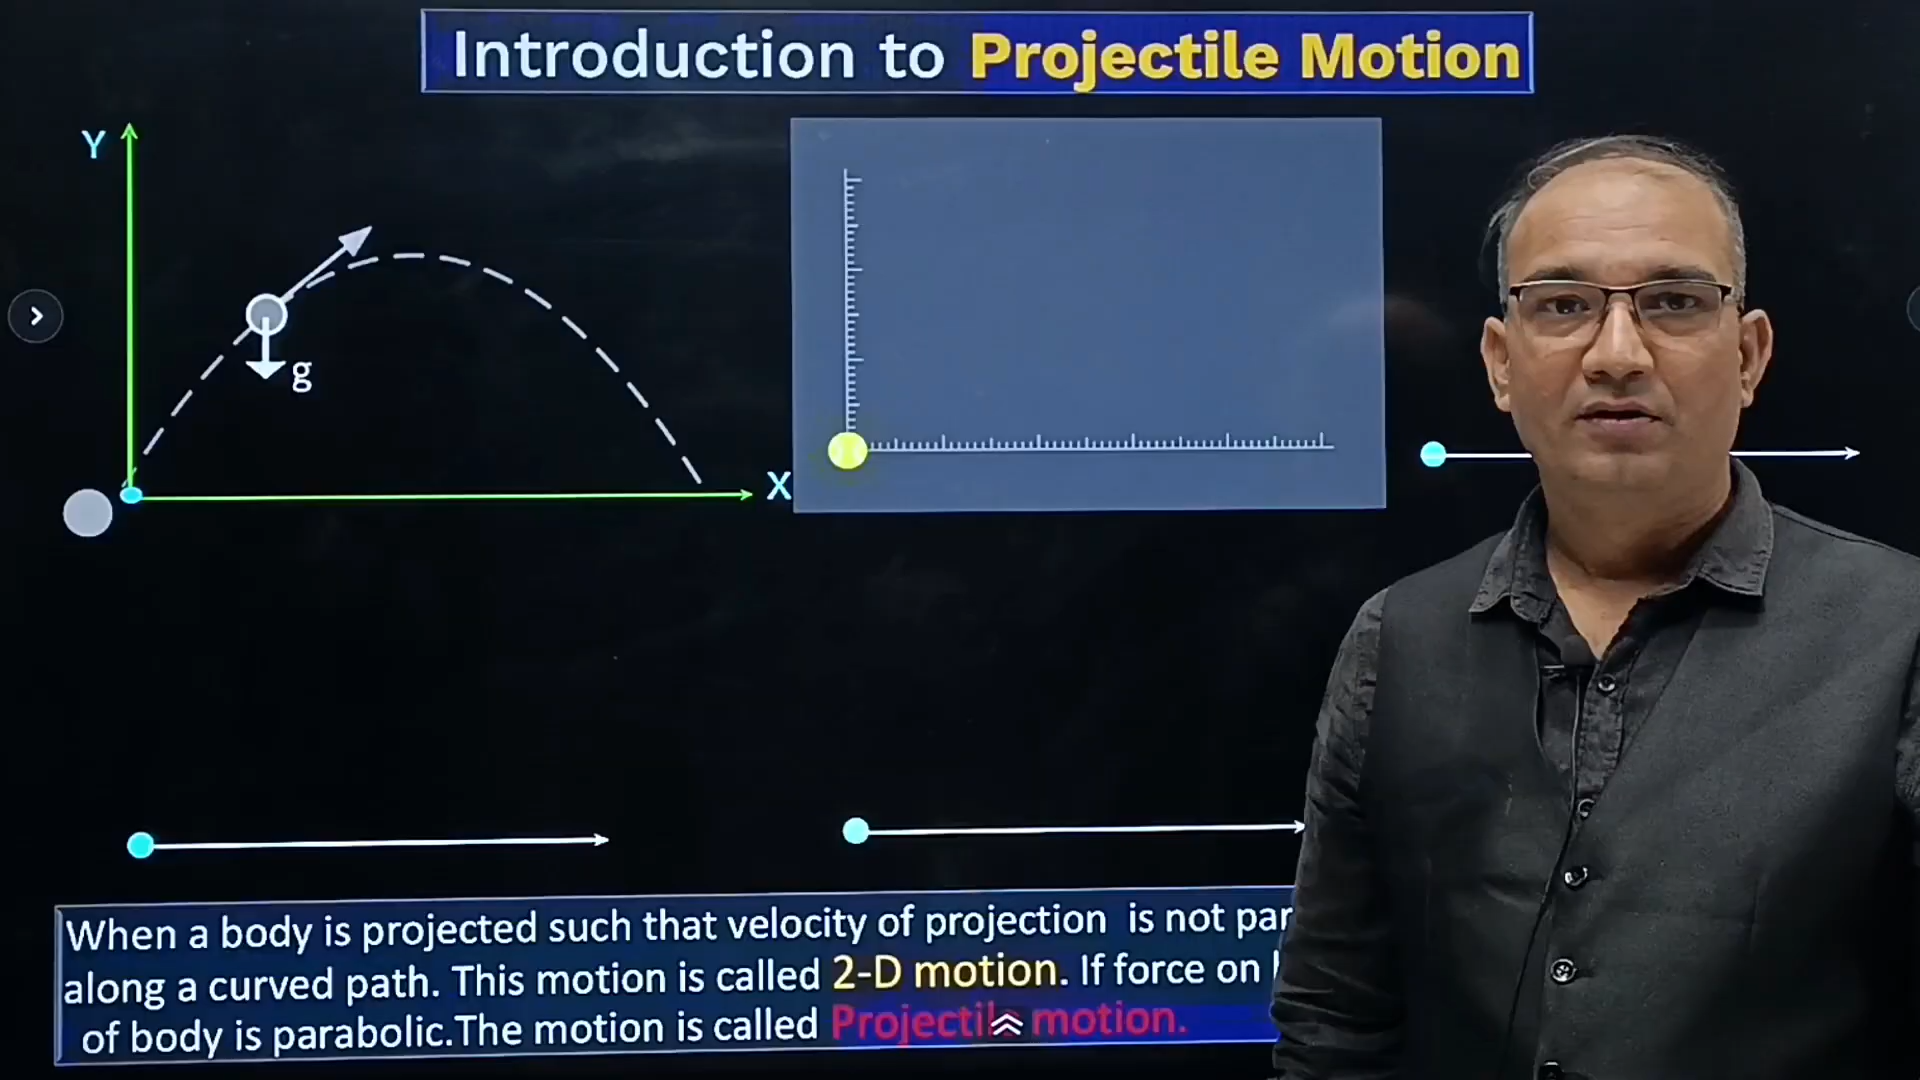 Introduction to Projectile Motion
Y
g
X
When a body is projected such that velocity of projection is not
along a curved path. This motion is called 2-D motion. If force on
of body is parabolic.The motion is called Projectile motion.